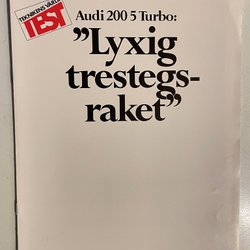 TEKNIKENS VÄRLD
TEST
Audi 200 5 Turbo:
”Lyxig
trestegs-
raket”